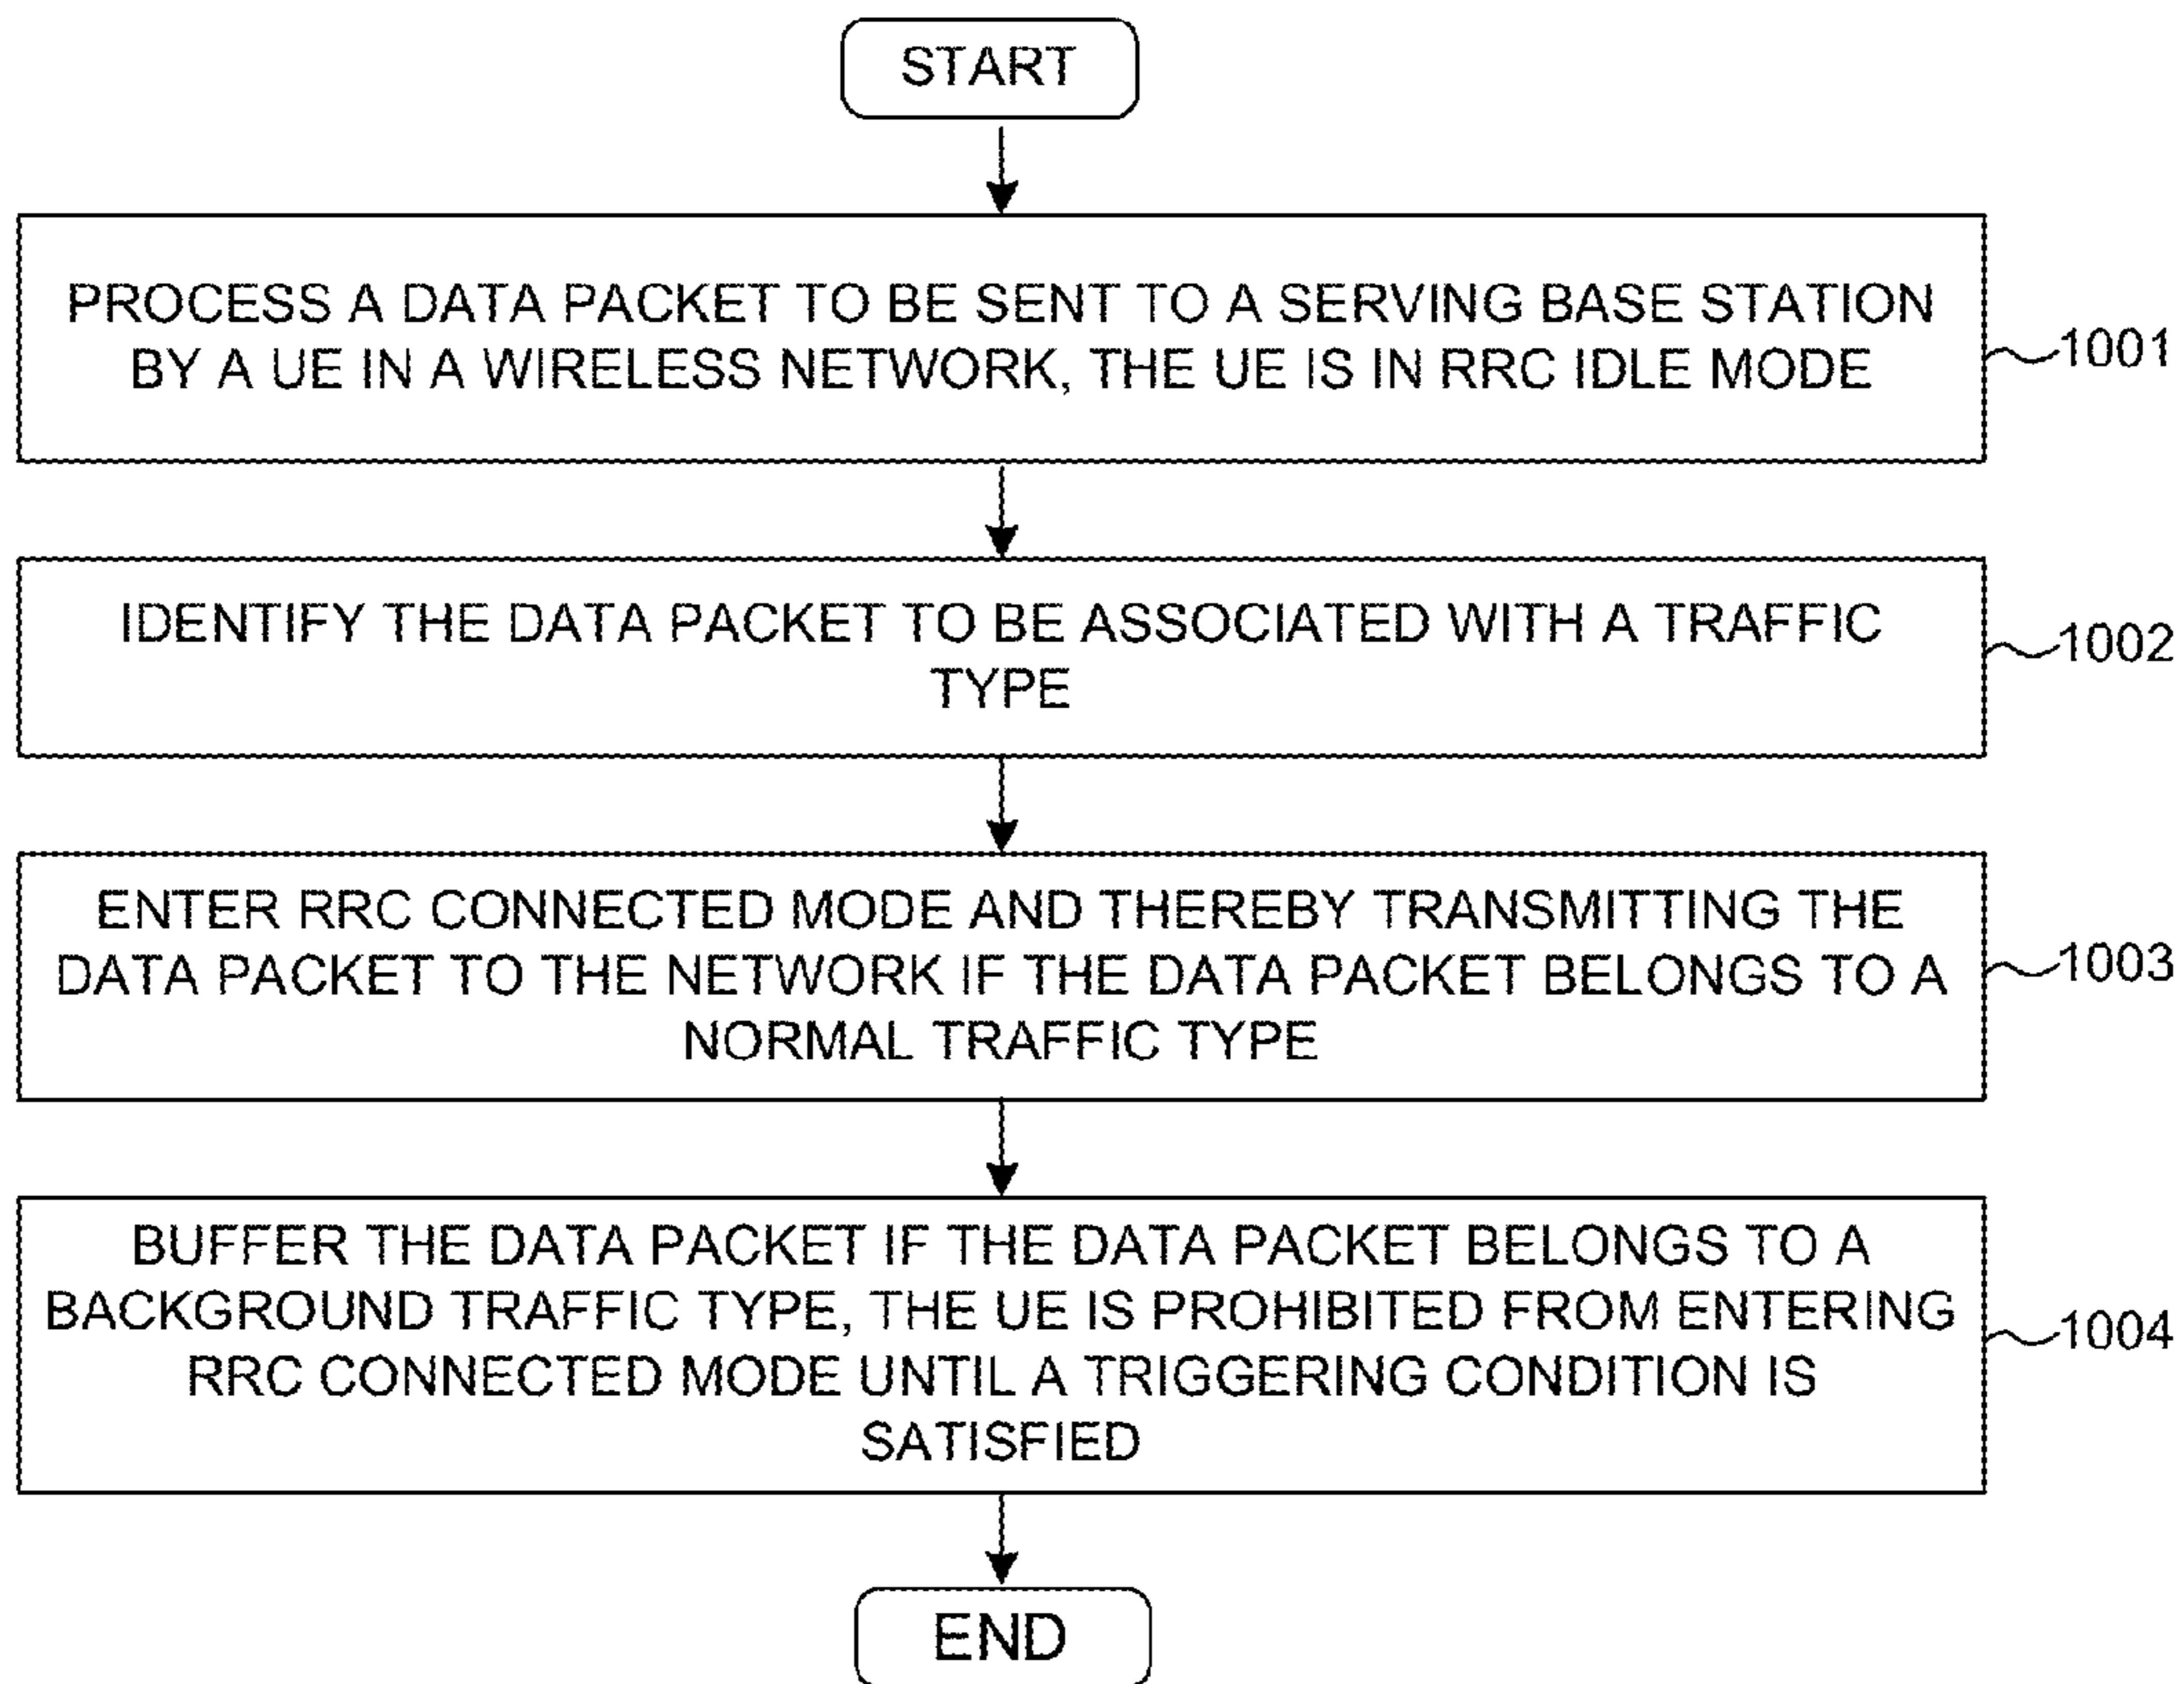 START
PROCESS A DATA PACKET TO BE SENT TO A SERVING BASE STATION
BY A UE IN A WIRELESS NETWORK, THE UE IS IN RRC IDLE MODE
1001
IDENTIFY THE DATA PACKET TO BE ASSOCIATED WITH A TRAFFIC
TYPE
1002
ENTER RRC CONNECTED MODE AND THEREBY TRANSMITTING THE
DATA PACKET TO THE NETWORK IF THE DATA PACKET BELONGS TO A
NORMAL TRAFFIC TYPE
1003
BUFFER THE DATA PACKET IF THE DATA PACKET BELONGS TO A
BACKGROUND TRAFFIC TYPE, THE UE IS PROHIBITED FROM ENTERING
RRC CONNECTED MODE UNTIL A TRIGGERING CONDITION IS
SATISFIED
1004
END